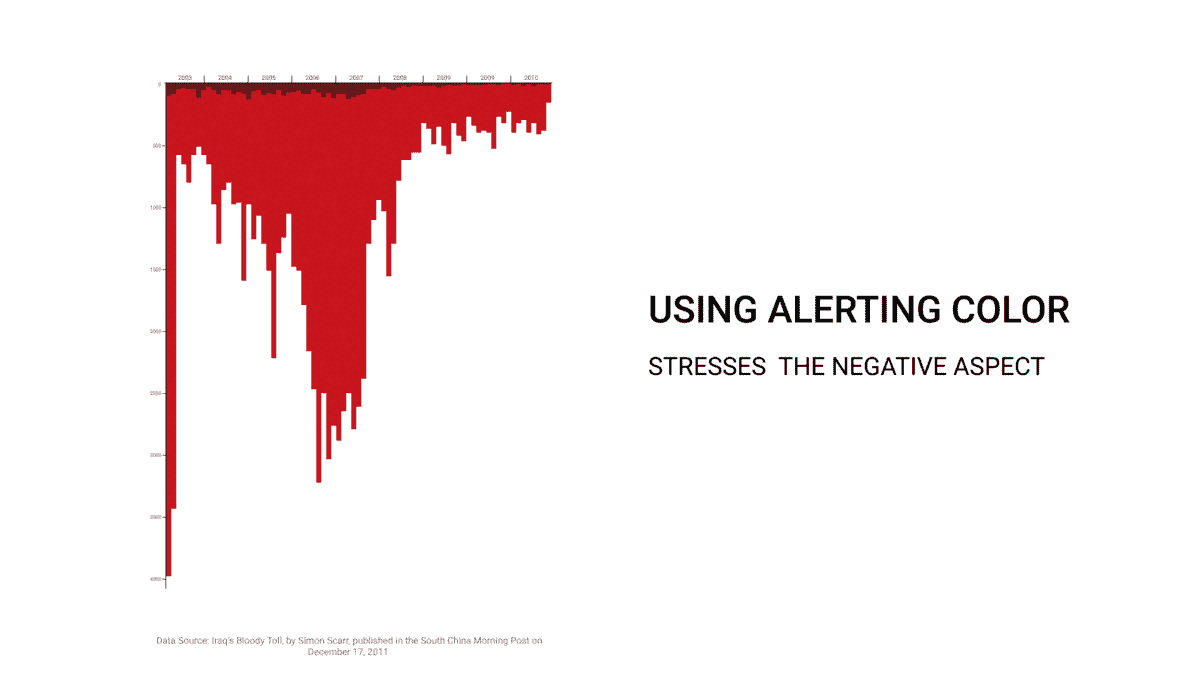 2003 2004 2005 2006 2007 2008 2009 2009 2010
0
500
1000
1500
2000
2500
3000
3500
4000
USING ALERTING COLOR
STRESSES THE NEGATIVE ASPECT
Data Source: Iraq's Bloody Toll, by Simon Scarr, published in the South China Morning Post on
December 17, 2011